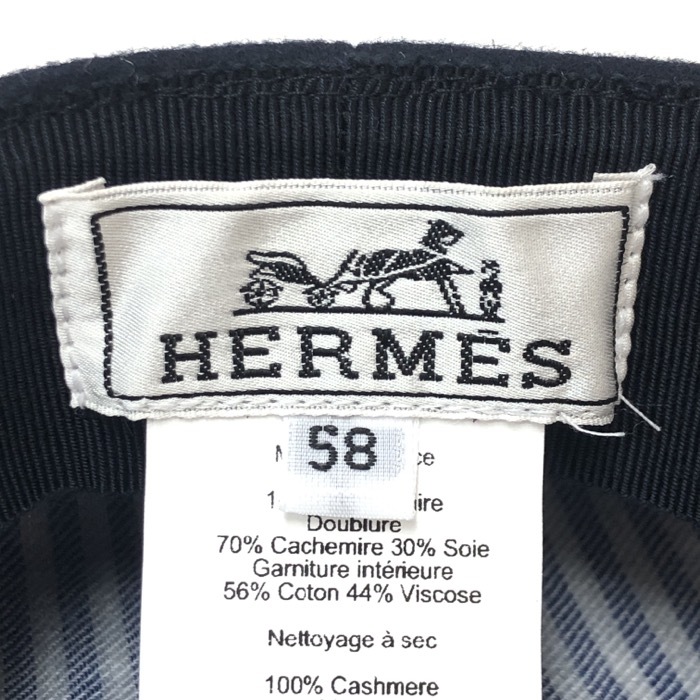 HERMÈS
58
Doublure
70% Cachemire 30% Soie
Garniture intérieure
56% Coton 44% Viscose
Nettoyage à sec
100% Cashmere